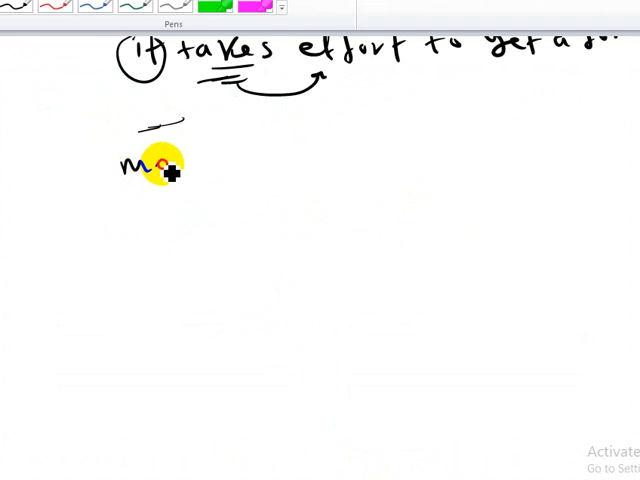 Pens
it takes effort to get a
Activate
Go to Setti